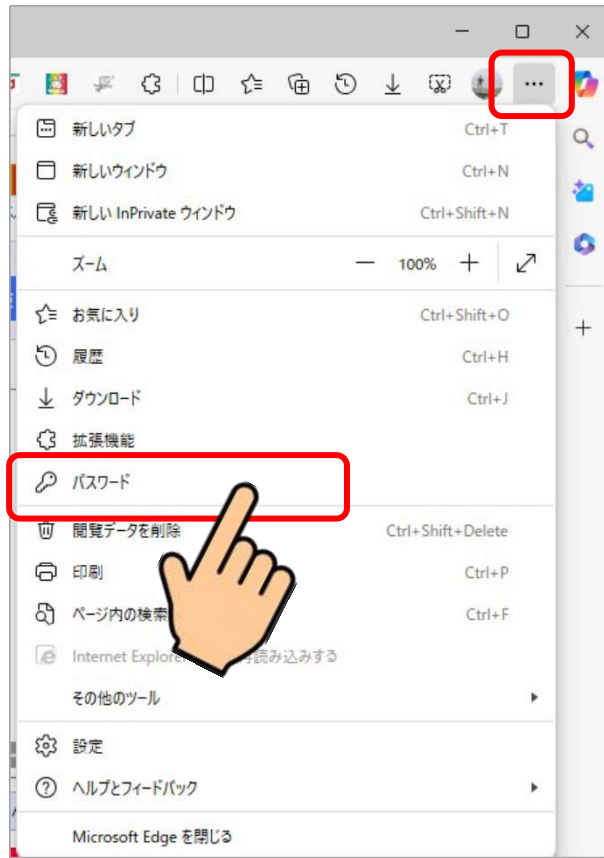 新しいタブ Ctrl+T
新しいウィンドウ Ctrl+N
新しい InPrivate ウィンドウ Ctrl+Shift+N
ズーム — 100% +
お気に入り Ctrl+Shift+O
履歴 Ctrl+H
ダウンロード Ctrl+J
拡張機能
パスワード
閲覧データを削除 Ctrl+Shift+Delete
印刷 Ctrl+P
ページ内の検索 Ctrl+F
Internet Explorer 読み込みする
その他のツール
設定
ヘルプとフィードバック
Microsoft Edge を閉じる